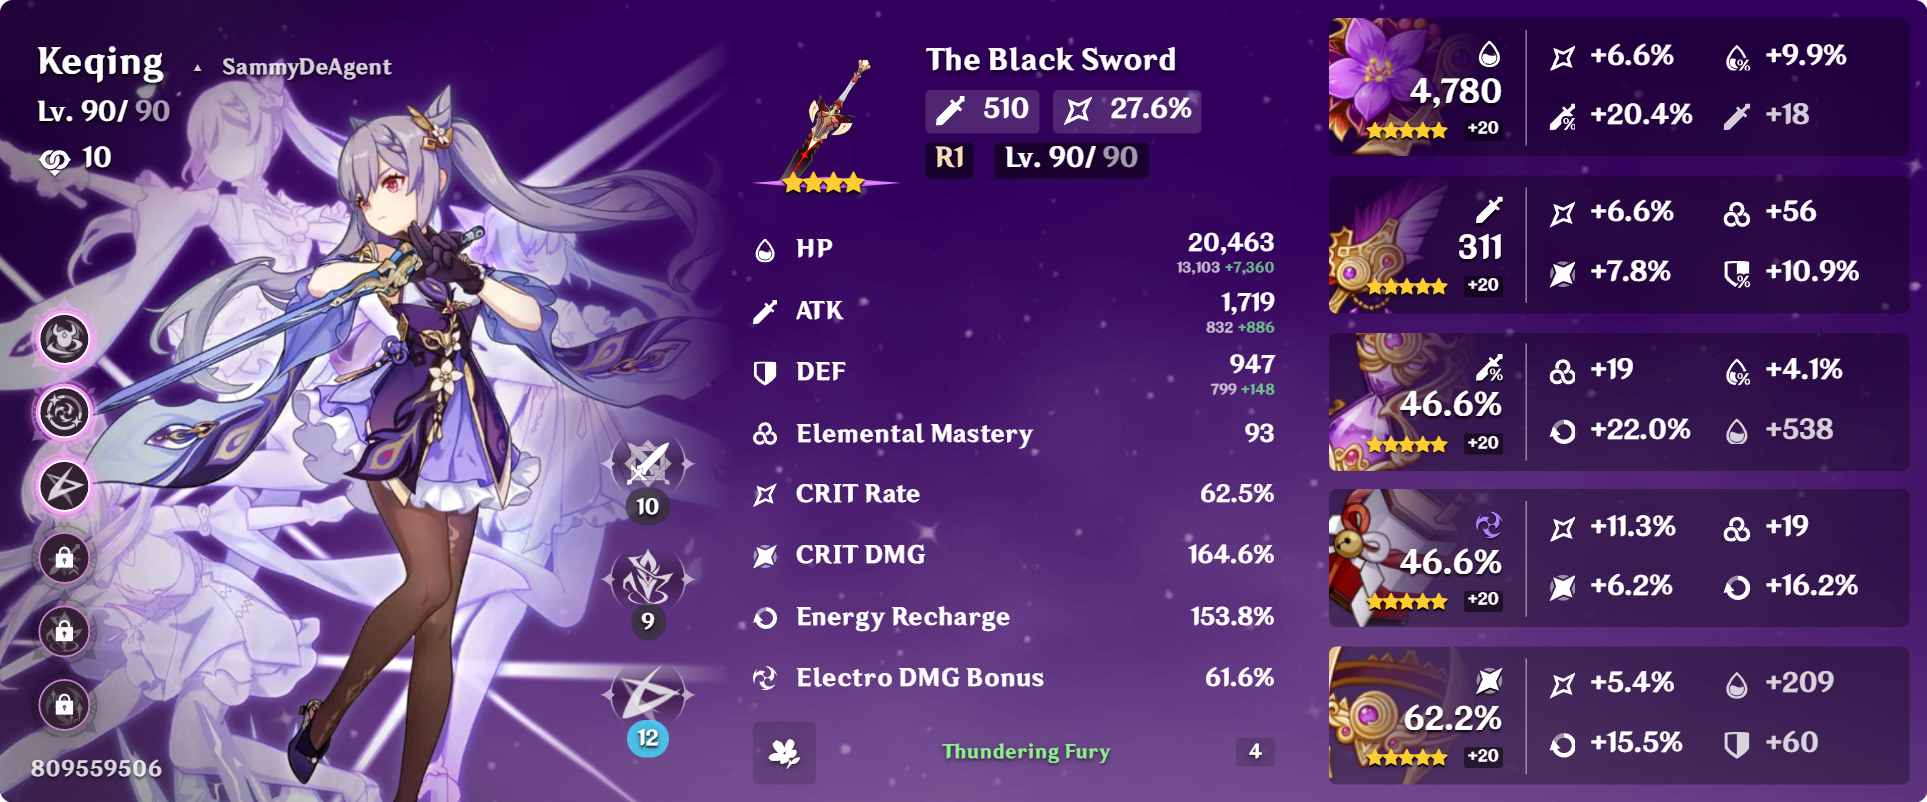 Keqing ▲ SammyDeAgent
Lv. 90/ 90
10
10
9
12
809559506
The Black Sword
510 27.6%
R1 Lv. 90/ 90
HP 20,463
13,103 +7,360
ATK 1,719
832 +886
DEF 947
799 +148
Elemental Mastery 93
CRIT Rate 62.5%
CRIT DMG 164.6%
Energy Recharge 153.8%
Electro DMG Bonus 61.6%
Thundering Fury 4
4,780
+20
+6.6% +9.9%
+20.4% +18
311
+20
+6.6% +56
+7.8% +10.9%
46.6%
+20
+19 +4.1%
+22.0% +538
46.6%
+20
+11.3% +19
+6.2% +16.2%
62.2%
+20
+5.4% +209
+15.5% +60